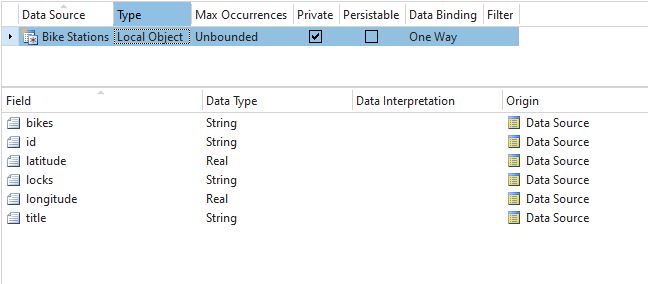 Data Source Type Max Occurrences Private Persistable Data Binding Filter
Bike Stations Local Object Unbounded One Way
Field Data Type Data Interpretation Origin
bikes String Data Source
id String Data Source
latitude Real Data Source
locks String Data Source
longitude Real Data Source
title String Data Source